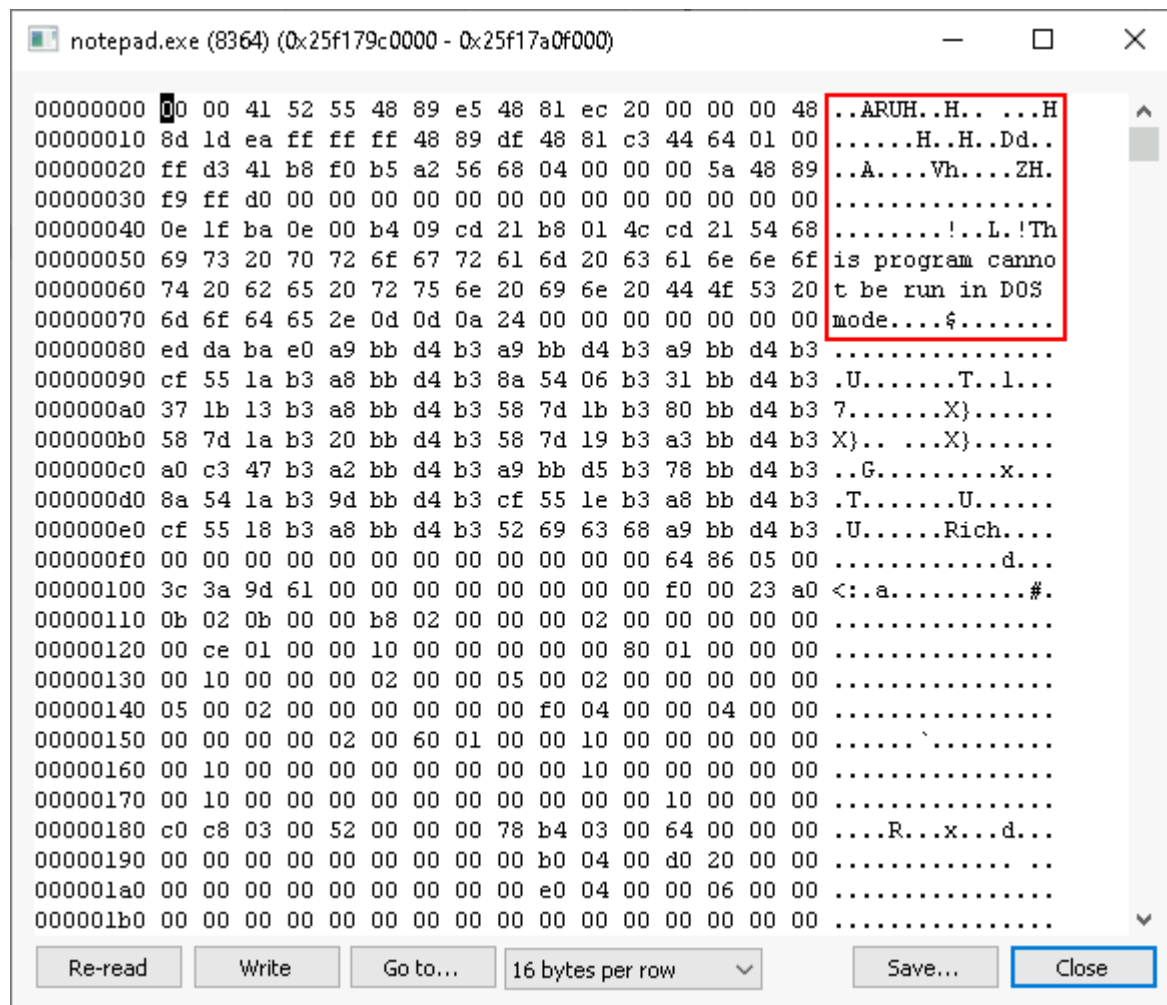 notepad.exe (8364) (0x25f179c0000 - 0x25f17a0f000)
00000000 00 00 41 52 55 48 89 e5 48 81 ec 20 00 00 00 48 ..ARUH..H.. ...H
00000010 8d 1d ea ff ff ff 48 89 df 48 81 c3 44 64 01 00 ......H..H..Dd..
00000020 ff d3 41 b8 f0 b5 a2 56 68 04 00 00 00 5a 48 89 ..A....Vh....ZH.
00000030 f9 ff d0 00 00 00 00 00 00 00 00 00 00 00 00 00 ................
00000040 0e 1f ba 0e 00 b4 09 cd 21 b8 01 4c cd 21 54 68 ........!..L.!Th
00000050 69 73 20 70 72 6f 67 72 61 6d 20 63 61 6e 6e 6f is program canno
00000060 74 20 62 65 20 72 75 6e 20 69 6e 20 44 4f 53 20 t be run in DOS
00000070 6d 6f 64 65 2e 0d 0d 0a 24 00 00 00 00 00 00 00 mode....$.......
00000080 ed da ba e0 a9 bb d4 b3 a9 bb d4 b3 a9 bb d4 b3 ................
00000090 cf 55 1a b3 a8 bb d4 b3 8a 54 06 b3 31 bb d4 b3 .U.......T..1...
000000a0 37 1b 13 b3 a8 bb d4 b3 58 7d 1b b3 80 bb d4 b3 7.......X}......
000000b0 58 7d 1a b3 20 bb d4 b3 58 7d 19 b3 a3 bb d4 b3 X}.. ...X}......
000000c0 a0 c3 47 b3 a2 bb d4 b3 a9 bb d5 b3 78 bb d4 b3 ..G.........x...
000000d0 8a 54 1a b3 9d bb d4 b3 cf 55 1e b3 a8 bb d4 b3 .T.......U......
000000e0 cf 55 18 b3 a8 bb d4 b3 52 69 63 68 a9 bb d4 b3 .U......Rich....
000000f0 00 00 00 00 00 00 00 00 00 00 00 00 64 86 05 00 ............d...
00000100 3c 3a 9d 61 00 00 00 00 00 00 00 00 f0 00 23 a0 <:.a..........#.
00000110 0b 02 0b 00 00 b8 02 00 00 00 02 00 00 00 00 00 ................
00000120 00 ce 01 00 00 10 00 00 00 00 00 80 01 00 00 00 ................
00000130 00 10 00 00 00 02 00 00 05 00 02 00 00 00 00 00 ................
00000140 05 00 02 00 00 00 00 00 00 f0 04 00 00 04 00 00 ................
00000150 00 00 00 00 02 00 60 01 00 00 10 00 00 00 00 00 ......`.........
00000160 00 10 00 00 00 00 00 00 00 00 10 00 00 00 00 00 ................
00000170 00 10 00 00 00 00 00 00 00 00 00 00 10 00 00 00 ................
00000180 c0 c8 03 00 52 00 00 00 78 b4 03 00 64 00 00 00 ....R...x...d...
00000190 00 00 00 00 00 00 00 00 00 b0 04 00 d0 20 00 00 ............. ..
000001a0 00 00 00 00 00 00 00 00 00 e0 04 00 00 06 00 00 ................
000001b0 00 00 00 00 00 00 00 00 00 00 00 00 00 00 00 00 ................
Re-read Write Go to... 16 bytes per row Save... Close